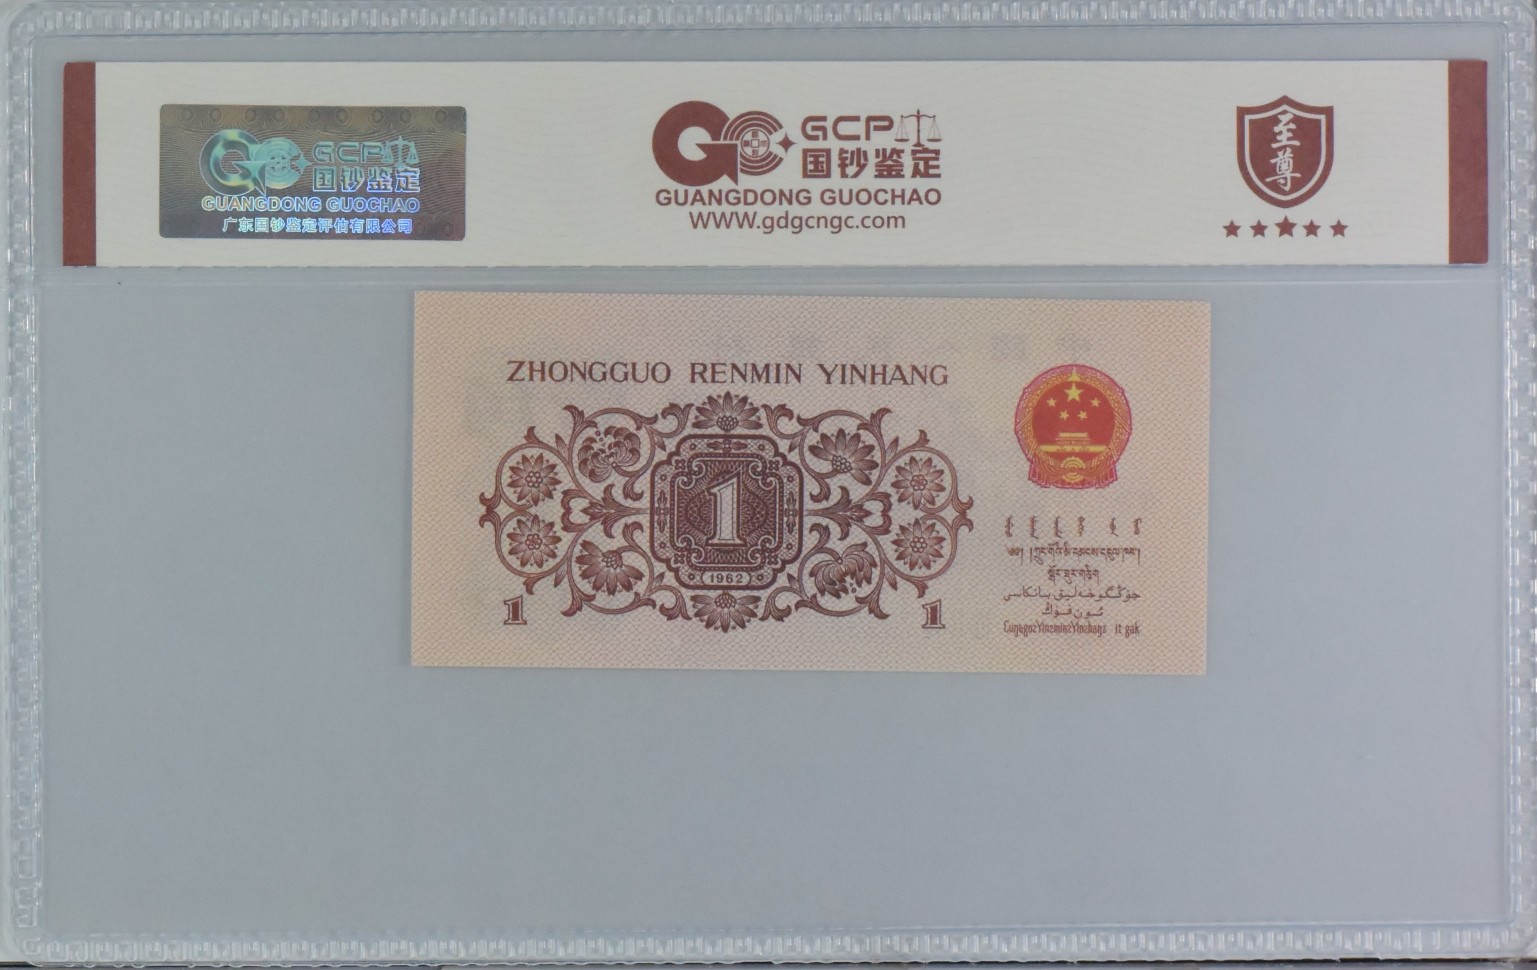 GCP
国钞鉴定
GUANGDONG GUOCHAO
广东国钞鉴定评估有限公司
GCP
国钞鉴定
GUANGDONG GUOCHAO
WWW.gdgcngc.com
至尊
ZHONGGUO RENMIN YINHANG
1
1962
1
1
جۇڭگوخەلىق بانكاسى